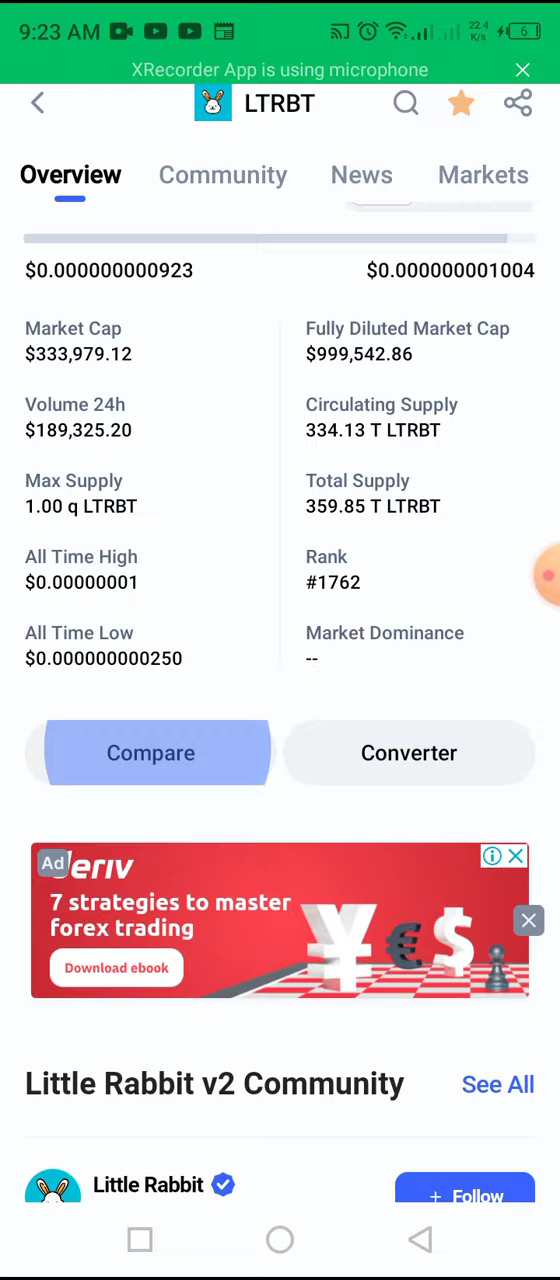 9:23 AM 22.4 K/s 6
XRecorder App is using microphone
LTRBT
Overview Community News Markets
$0.000000000923 $0.000000001004
Market Cap Fully Diluted Market Cap
$333,979.12 $999,542.86
Volume 24h Circulating Supply
$189,325.20 334.13 T LTRBT
Max Supply Total Supply
1.00 q LTRBT 359.85 T LTRBT
All Time High Rank
$0.00000001 #1762
All Time Low Market Dominance
$0.000000000250 --
Compare Converter
Ad deriv
7 strategies to master
forex trading
Download ebook
Little Rabbit v2 Community See All
Little Rabbit
+ Follow